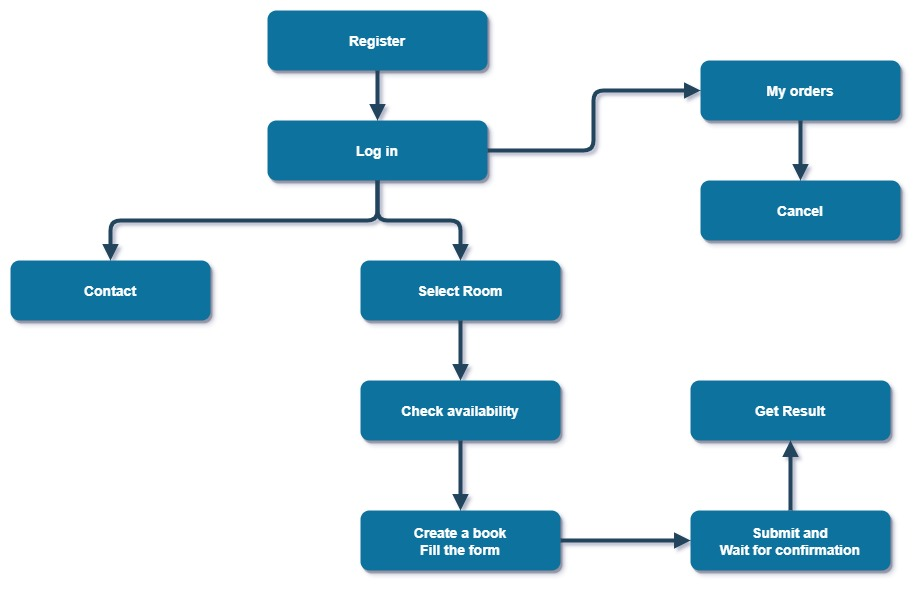 Register
My orders
Log in
Cancel
Contact
Select Room
Check availability
Get Result
Create a book
Fill the form
Submit and
Wait for confirmation